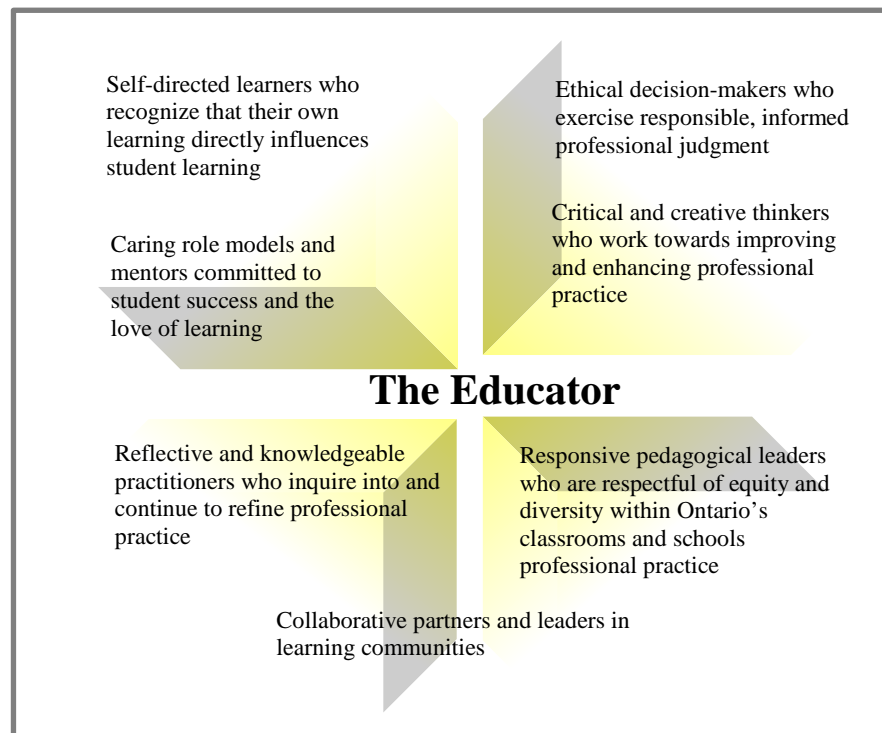 Self-directed learners who
recognize that their own
learning directly influences
student learning
Ethical decision-makers who
exercise responsible, informed
professional judgment
Caring role models and
mentors committed to
student success and the
love of learning
Critical and creative thinkers
who work towards improving
and enhancing professional
practice
The Educator
Reflective and knowledgeable
practitioners who inquire into and
continue to refine professional
practice
Responsive pedagogical leaders
who are respectful of equity and
diversity within Ontario’s
classrooms and schools
professional practice
Collaborative partners and leaders in
learning communities